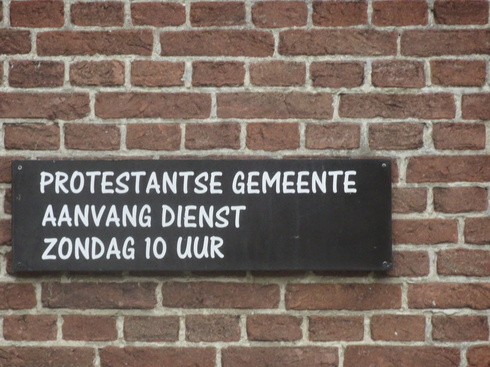 PROTESTANTSE GEMEENTE
AANVANG DIENST
ZONDAG 10 UUR